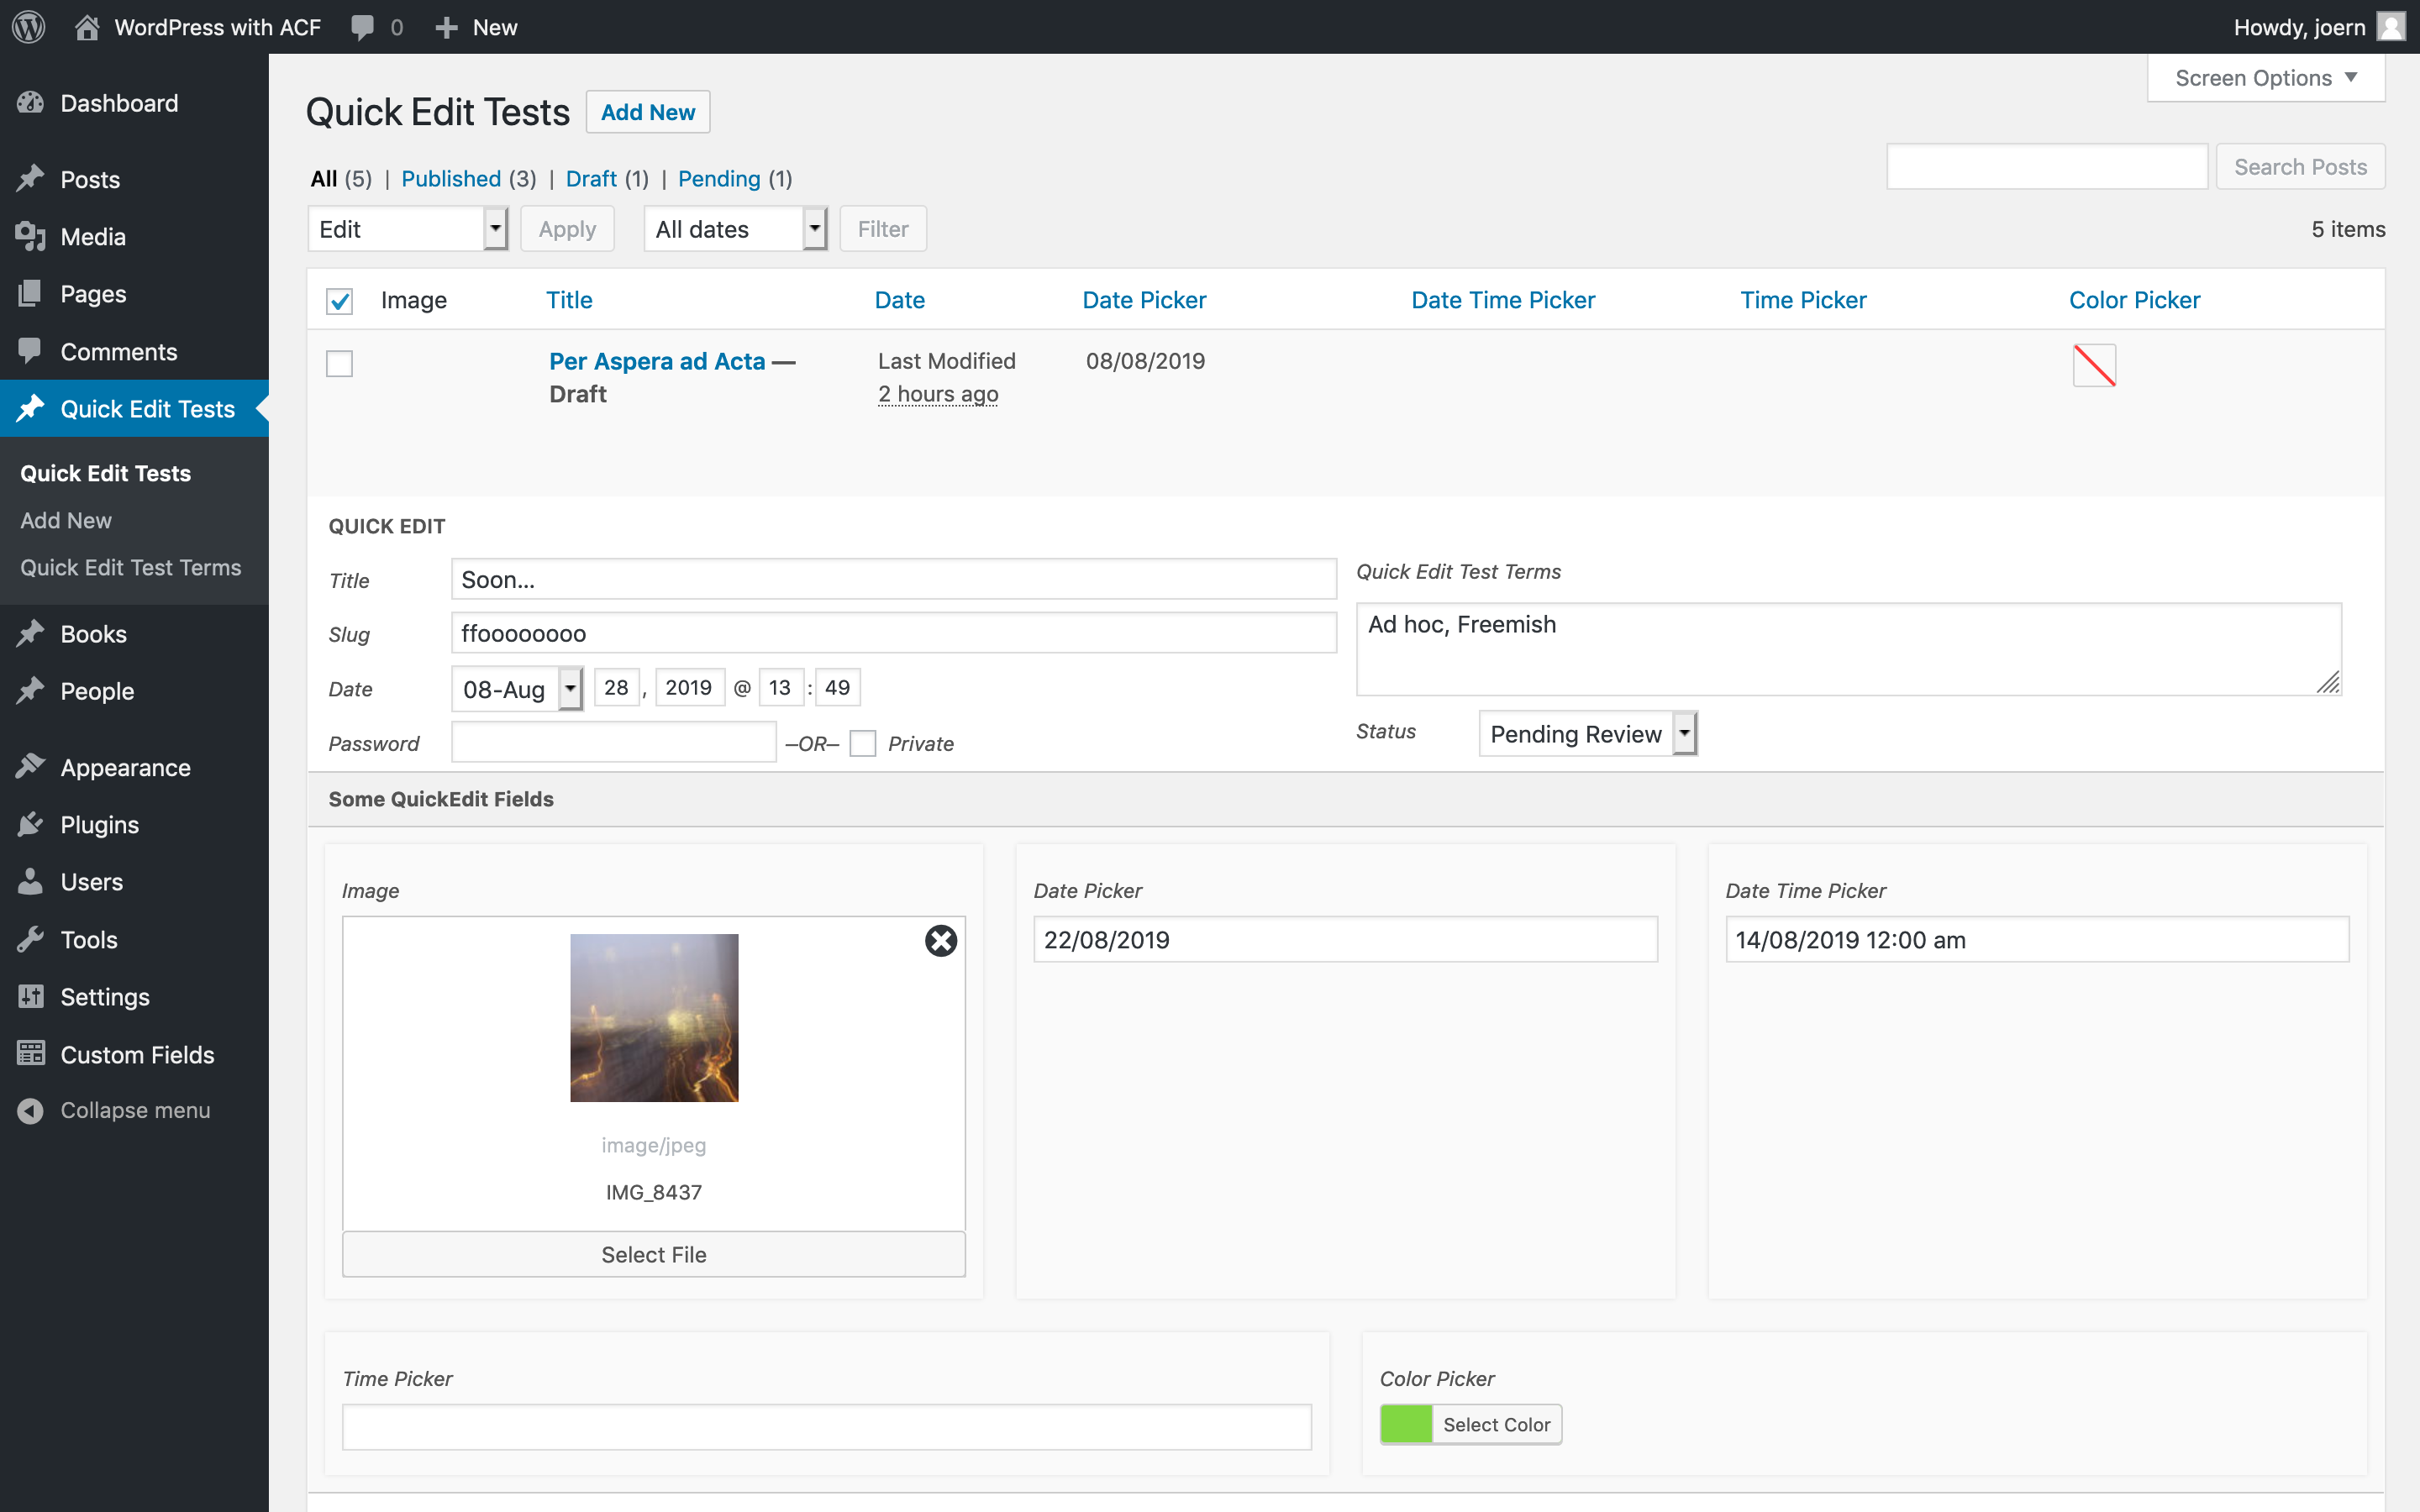 WordPress with ACF 0 New Howdy, joern
Screen Options
Dashboard
Posts
Media
Pages
Comments
Quick Edit Tests
Quick Edit Tests
Add New
Quick Edit Test Terms
Books
People
Appearance
Plugins
Users
Tools
Settings
Custom Fields
Collapse menu
Quick Edit Tests Add New
All (5) | Published (3) | Draft (1) | Pending (1)
Search Posts
Edit Apply All dates Filter 5 items
Image Title Date Date Picker Date Time Picker Time Picker Color Picker
Per Aspera ad Acta — Last Modified 08/08/2019
Draft 2 hours ago
QUICK EDIT
Title Soon...
Slug ffoooooooo
Date 08-Aug 28 , 2019 @ 13 : 49
Password –OR– Private
Quick Edit Test Terms
Ad hoc, Freemish
Status Pending Review
Some QuickEdit Fields
Image
image/jpeg
IMG_8437
Select File
Date Picker
22/08/2019
Date Time Picker
14/08/2019 12:00 am
Time Picker
Color Picker
Select Color